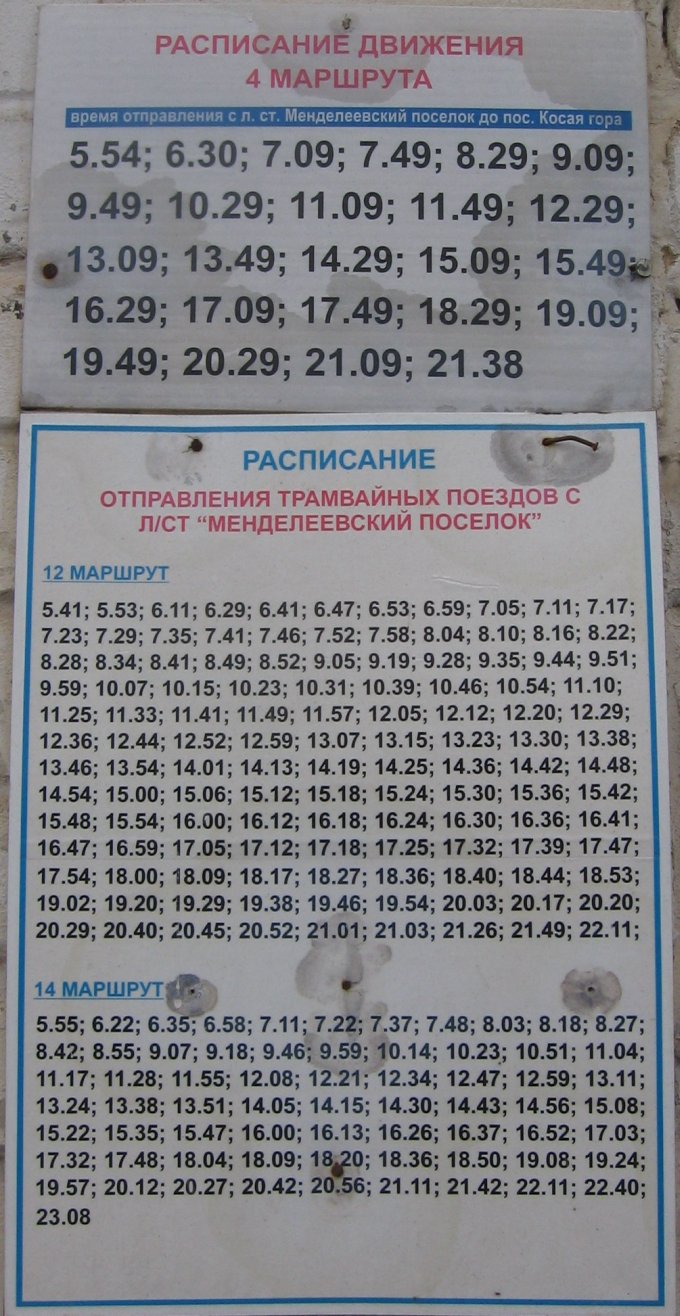 РАСПИСАНИЕ ДВИЖЕНИЯ
4 МАРШРУТА
время отправления с л. ст. Менделеевский поселок до пос. Косая гора
5.54; 6.30; 7.09; 7.49; 8.29; 9.09;
9.49; 10.29; 11.09; 11.49; 12.29;
13.09; 13.49; 14.29; 15.09; 15.49;
16.29; 17.09; 17.49; 18.29; 19.09;
19.49; 20.29; 21.09; 21.38
РАСПИСАНИЕ
ОТПРАВЛЕНИЯ ТРАМВАЙНЫХ ПОЕЗДОВ С
Л/СТ “МЕНДЕЛЕЕВСКИЙ ПОСЕЛОК”
12 МАРШРУТ
5.41; 5.53; 6.11; 6.29; 6.41; 6.47; 6.53; 6.59; 7.05; 7.11; 7.17;
7.23; 7.29; 7.35; 7.41; 7.46; 7.52; 7.58; 8.04; 8.10; 8.16; 8.22;
8.28; 8.34; 8.41; 8.49; 8.52; 9.05; 9.19; 9.28; 9.35; 9.44; 9.51;
9.59; 10.07; 10.15; 10.23; 10.31; 10.39; 10.46; 10.54; 11.10;
11.25; 11.33; 11.41; 11.49; 11.57; 12.05; 12.12; 12.20; 12.29;
12.36; 12.44; 12.52; 12.59; 13.07; 13.15; 13.23; 13.30; 13.38;
13.46; 13.54; 14.01; 14.13; 14.19; 14.25; 14.36; 14.42; 14.48;
14.54; 15.00; 15.06; 15.12; 15.18; 15.24; 15.30; 15.36; 15.42;
15.48; 15.54; 16.00; 16.12; 16.18; 16.24; 16.30; 16.36; 16.41;
16.47; 16.59; 17.05; 17.12; 17.18; 17.25; 17.32; 17.39; 17.47;
17.54; 18.00; 18.09; 18.17; 18.27; 18.36; 18.40; 18.44; 18.53;
19.02; 19.20; 19.29; 19.38; 19.46; 19.54; 20.03; 20.17; 20.20;
20.29; 20.40; 20.45; 20.52; 21.01; 21.03; 21.26; 21.49; 22.11;
14 МАРШРУТ
5.55; 6.22; 6.35; 6.58; 7.11; 7.22; 7.37; 7.48; 8.03; 8.18; 8.27;
8.42; 8.55; 9.07; 9.18; 9.46; 9.59; 10.14; 10.23; 10.51; 11.04;
11.17; 11.28; 11.55; 12.08; 12.21; 12.34; 12.47; 12.59; 13.11;
13.24; 13.38; 13.51; 14.05; 14.15; 14.30; 14.43; 14.56; 15.08;
15.22; 15.35; 15.47; 16.00; 16.13; 16.26; 16.37; 16.52; 17.03;
17.32; 17.48; 18.04; 18.09; 18.20; 18.36; 18.50; 19.08; 19.24;
19.57; 20.12; 20.27; 20.42; 20.56; 21.11; 21.42; 22.11; 22.40;
23.08